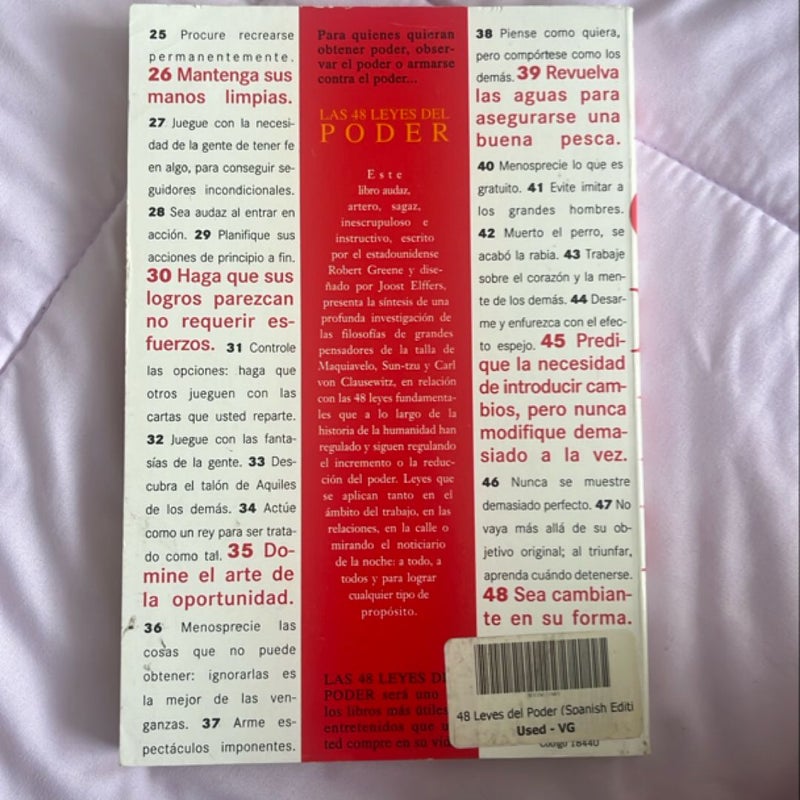 25 Procure recrearse
permanentemente.
26 Mantenga sus
manos limpias.
27 Juegue con la necesi-
dad de la gente de tener fe
en algo, para conseguir se-
guidores incondicionales.
28 Sea audaz al entrar en
acción. 29 Planifique sus
acciones de principio a fin.
30 Haga que sus
logros parezcan
no requerir es-
fuerzos. 31 Controle
las opciones: haga que
otros jueguen con las
cartas que usted reparte.
32 Juegue con las fanta-
sías de la gente. 33 Des-
cubra el talón de Aquiles
de los demás. 34 Actúe
como un rey para ser trata-
do como tal. 35 Do-
mine el arte de
la oportunidad.
36 Menosprecie las
cosas que no puede
obtener: ignorarlas es
la mejor de las ven-
ganzas. 37 Arme es-
pectáculos imponentes.
Para quienes quieran
obtener poder, obser-
var el poder o armarse
contra el poder...
LAS 48 LEYES DEL
PODER
Este
libro audaz,
artero, sagaz,
inescrupuloso e
instructivo, escrito
por el estadounidense
Robert Greene y dise-
ñado por Joost Elffers,
presenta la síntesis de una
profunda investigación de
las filosofías de grandes
pensadores de la talla de
Maquiavelo, Sun-tzu y Carl
von Clausewitz, en relación
con las 48 leyes fundamenta-
les que a lo largo de la
historia de la humanidad han
regulado y siguen regulando
el incremento o la reduc-
ción del poder. Leyes que
se aplican tanto en el
ámbito del trabajo, en las
relaciones, en la calle o
mirando el noticiario
de la noche: a todo, a
todos y para lograr
cualquier tipo de
propósito.
LAS 48 LEYES
PODER será uno
los libros más útiles
entretenidos que
ted compre en su
38 Piense como quiera,
pero compórtese como los
demás. 39 Revuelva
las aguas para
asegurarse una
buena pesca.
40 Menosprecie lo que es
gratuito. 41 Evite imitar a
los grandes hombres.
42 Muerto el perro, se
acabó la rabia. 43 Trabaje
sobre el corazón y la men-
te de los demás. 44 Desar-
me y enfurezca con el efec-
to espejo. 45 Predi-
que la necesidad
de introducir cam-
bios, pero nunca
modifique dema-
siado a la vez.
46 Nunca se muestre
demasiado perfecto. 47 No
vaya más allá de su ob-
jetivo original; al triunfar,
aprenda cuándo detenerse.
48 Sea cambian-
te en su forma.
48 Leyes del Poder (Spanish Editi
Used - VG